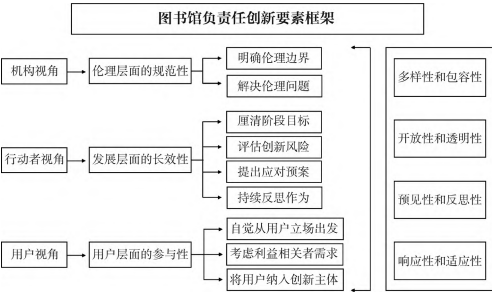 图书馆负责任创新要素框架
机构视角
伦理层面的规范性
明确伦理边界
解决伦理问题
行动者视角
发展层面的长效性
厘清阶段目标
评估创新风险
提出应对预案
持续反思作为
用户视角
用户层面的参与性
自觉从用户立场出发
考虑利益相关者需求
将用户纳入创新主体
多样性和包容性
开放性和透明性
预见性和反思性
响应性和适应性